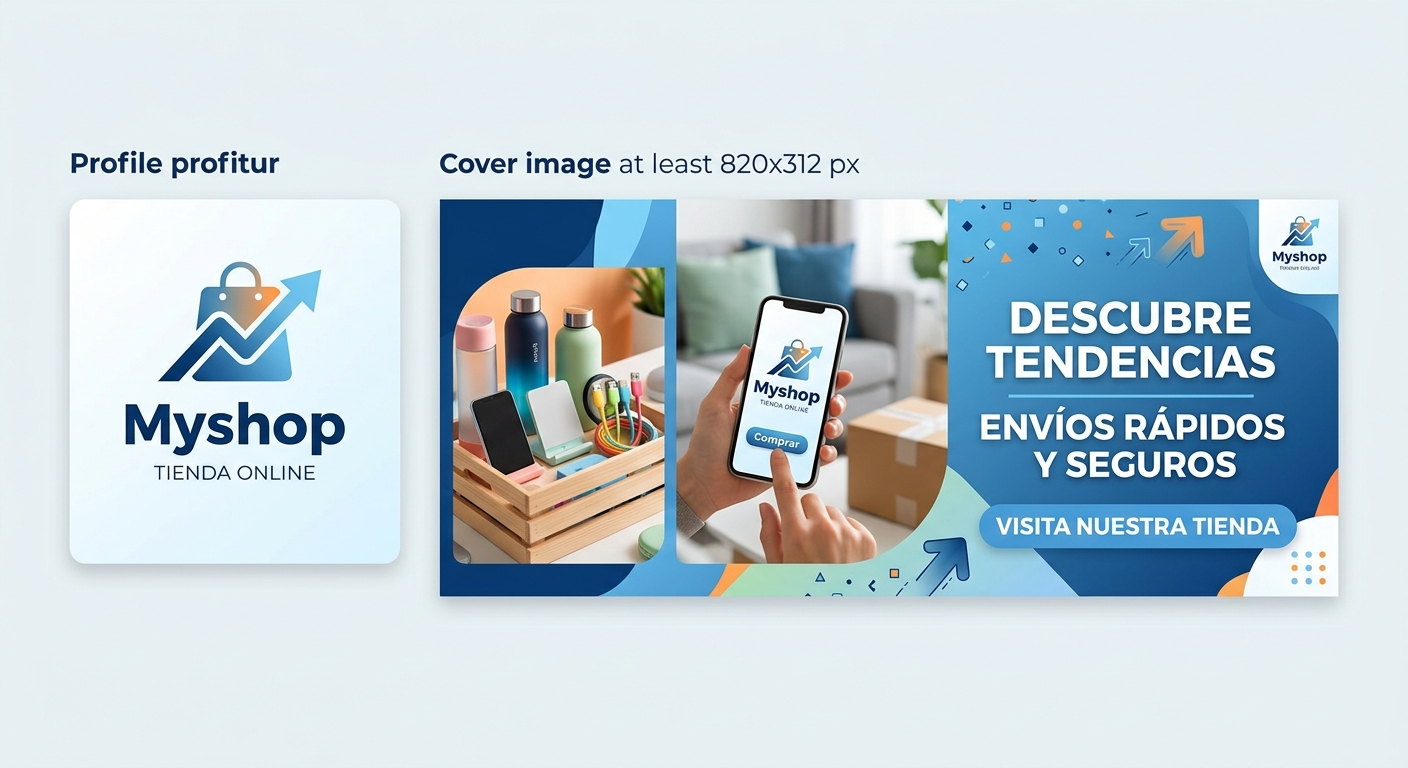 Profile profitur
Cover image at least 820x312 px
Myshop
TIENDA ONLINE
Myshop
TIENDA ONLINE
Comprar
Myshop
DESCUBRE
TENDENCIAS
ENVÍOS RÁPIDOS
Y SEGUROS
VISITA NUESTRA TIENDA